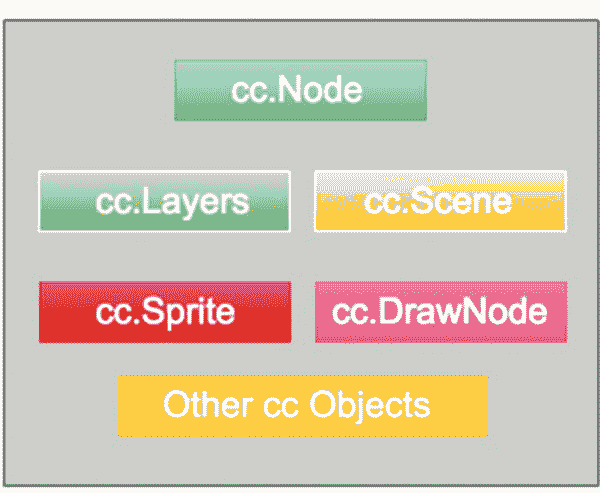 cc.Node
cc.Layers
cc.Scene
cc.Sprite
cc.DrawNode
Other cc Objects